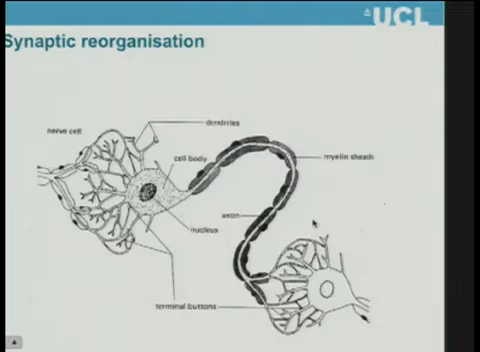 UCL
Synaptic reorganisation
dendrites
nerve cell
cell body
myelin sheath
axon
nucleus
terminal buttons